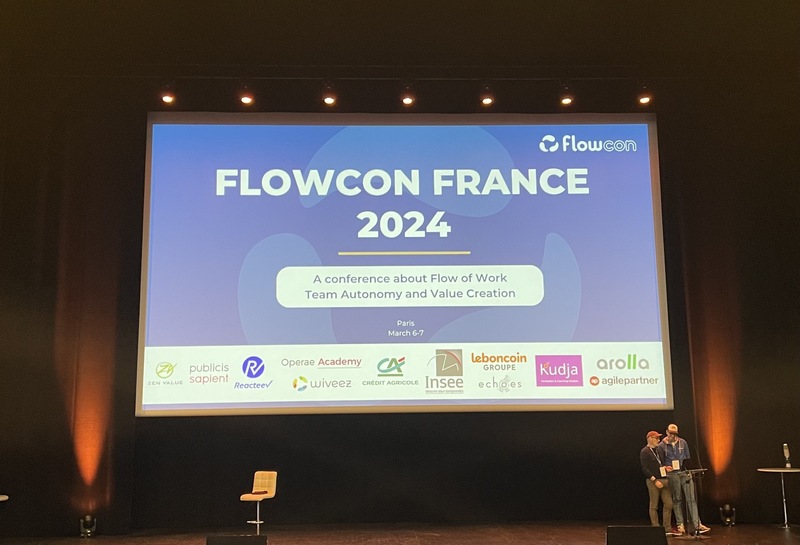 flowcon
FLOWCON FRANCE
2024
A conference about Flow of Work
Team Autonomy and Value Creation
Paris
March 6-7
ZEN VALUE
publicis
sapient
Reacteev
Operae Academy
wiveez
CA
CRÉDIT AGRICOLE
Insee
leboncoin
GROUPE
echoes
Kudja
arolla
agilepartner